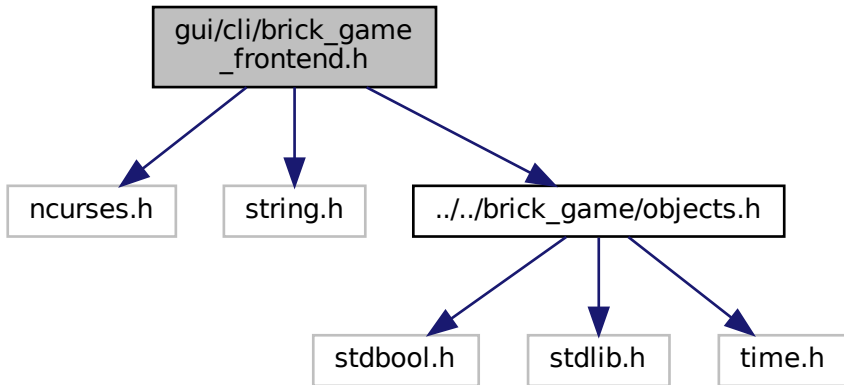 gui/cli/brick_game
_frontend.h
ncurses.h
string.h
../../brick_game/objects.h
stdbool.h
stdlib.h
time.h